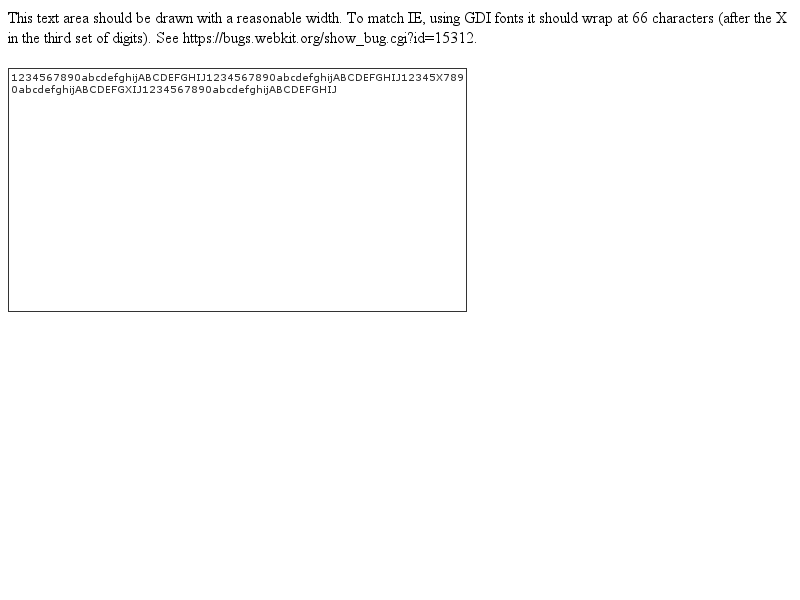 This text area should be drawn with a reasonable width. To match IE, using GDI fonts it should wrap at 66 characters (after the X
in the third set of digits). See https://bugs.webkit.org/show_bug.cgi?id=15312.
1234567890abcdefghijABCDEFGHIJ1234567890abcdefghijABCDEFGHIJ12345X789
0abcdefghijABCDEFGXIJ1234567890abcdefghijABCDEFGHIJ